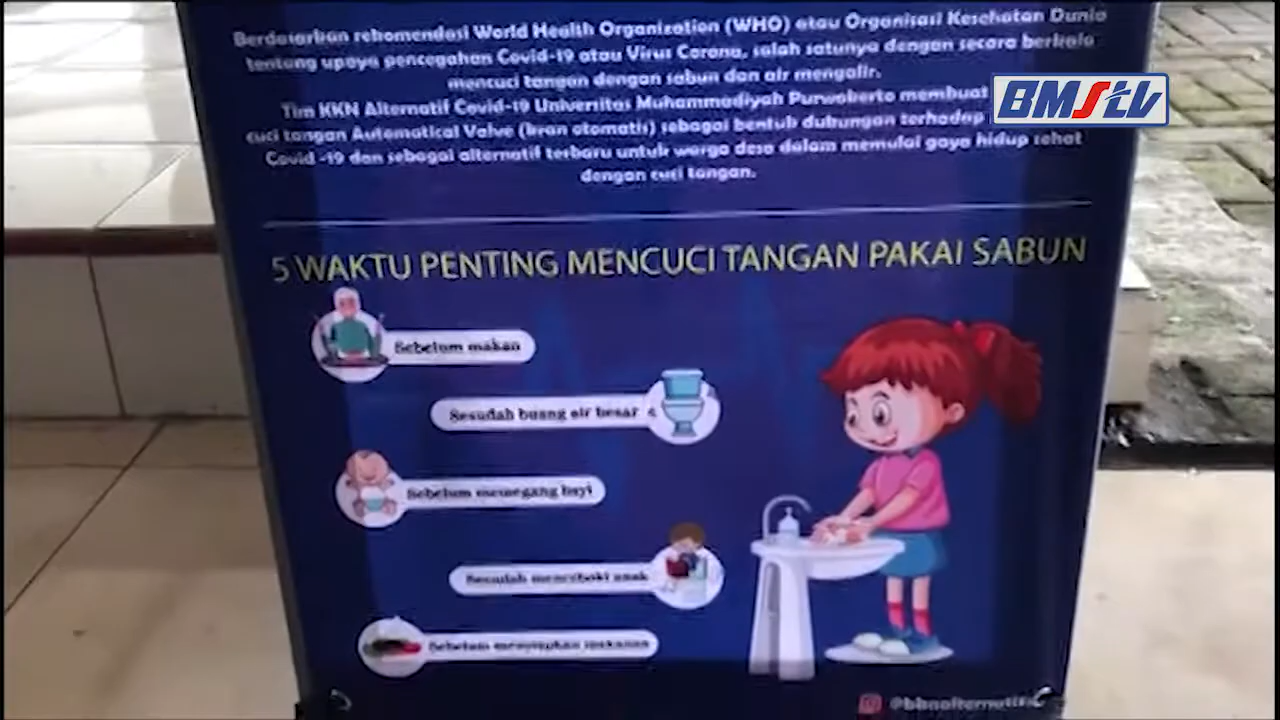 Berdasarkan rekomendasi World Health Organization (WHO) atau Organisasi Kesehatan Dunia
tentang upaya pencegahan Covid-19 atau Virus Corona, salah satunya dengan secara berkala
mencuci tangan dengan sabun dan air mengalir.
Tim KKN Alternatif Covid-19 Universitas Muhammadiyah Purwokerto membuat
BMStv
cuci tangan Automatical Valve (kran otomatis) sebagai bentuk dukungan terhadap
Covid -19 dan sebagai alternatif terbaru untuk warga desa dalam memulai gaya hidup sehat
dengan cuci tangan.
5 WAKTU PENTING MENCUCI TANGAN PAKAI SABUN
Sebelum makan
Sesudah buang air besar
Sebelum memegang bayi
Sesudah menceboki anak
Sebelum menyiapkan makanan